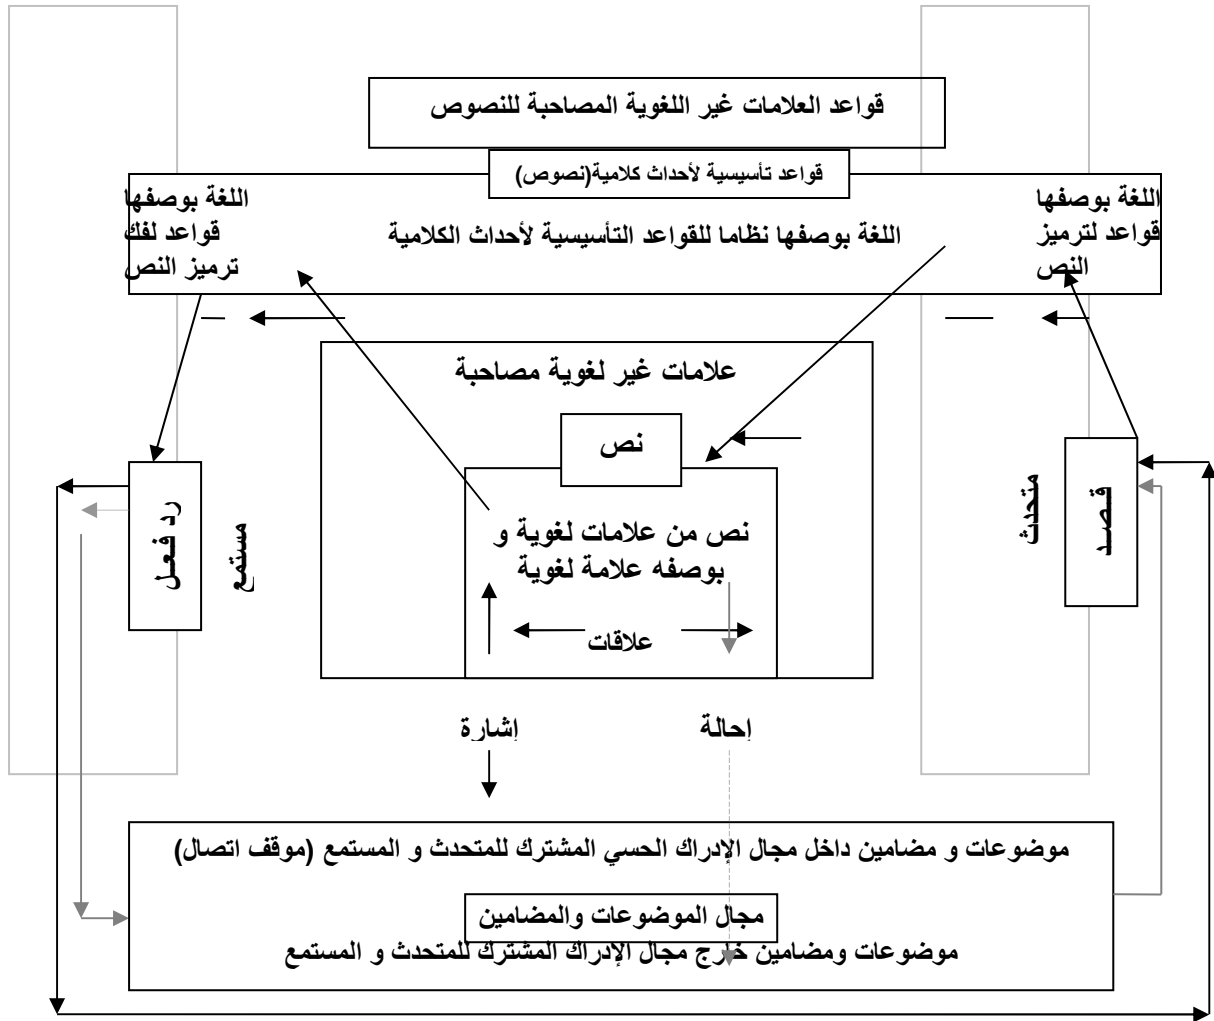 قواعد العلامات غير اللغوية المصاحبة للنصوص
قواعد تأسيسية لأحداث كلامية(نصوص)
اللغة بوصفها
قواعد لترميز
النص
اللغة بوصفها نظاما للقواعد التأسيسية لأحداث الكلامية
اللغة بوصفها
قواعد لفك
ترميز النص
علامات غير لغوية مصاحبة
نص
قـصـد
متحدث
نص من علامات لغوية و
بوصفه علامة لغوية
علاقات
مستمع
رد فـعـل
إحالة
إشارة
موضوعات و مضامين داخل مجال الإدراك الحسي المشترك للمتحدث و المستمع (موقف اتصال)
مجال الموضوعات والمضامين
موضوعات ومضامين خارج مجال الإدراك المشترك للمتحدث و المستمع